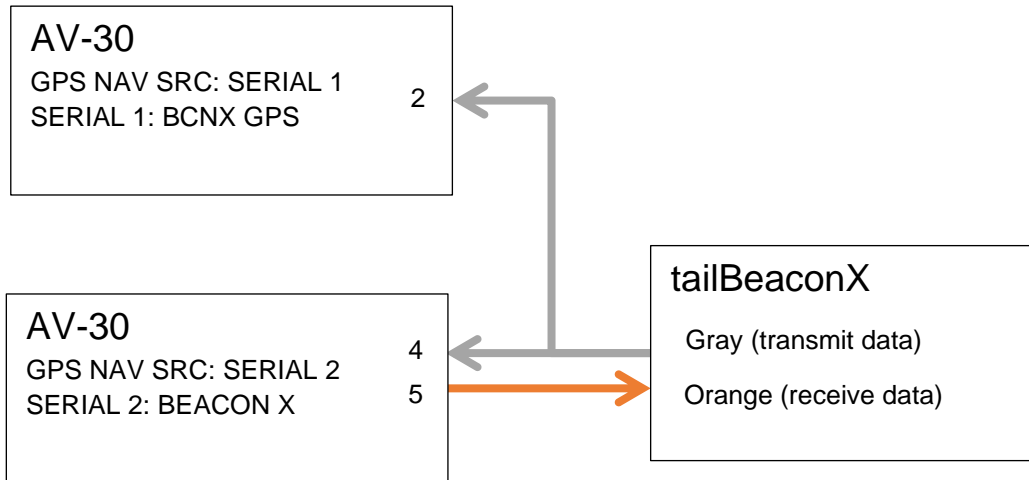 AV-30
GPS NAV SRC: SERIAL 1
SERIAL 1: BCNX GPS
2
AV-30
GPS NAV SRC: SERIAL 2
SERIAL 2: BEACON X
4
5
tailBeaconX
Gray (transmit data)
Orange (receive data)